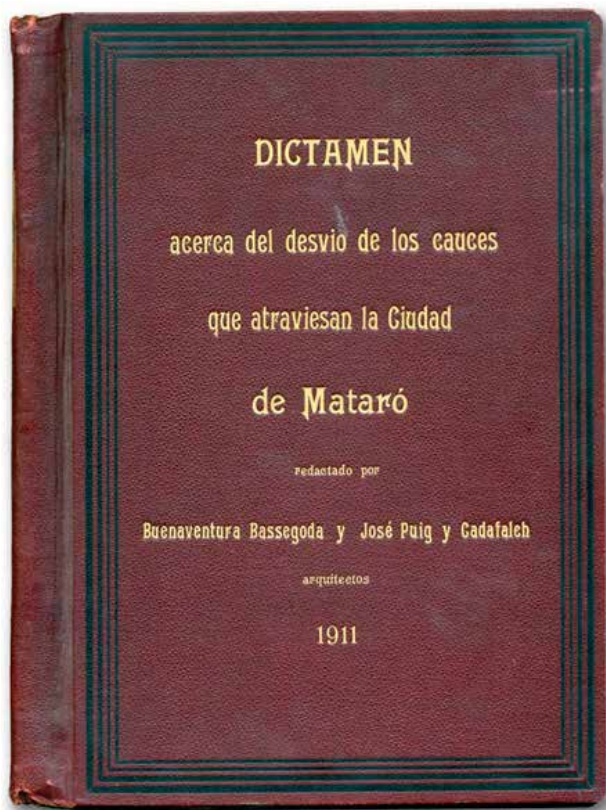 DICTAMEN
acerca del desvio de los cauces
que atraviesan la Ciudad
de Mataró
redactado por
Buenaventura Bassegoda y José Puig y Cadafalch
arquitectos
1911